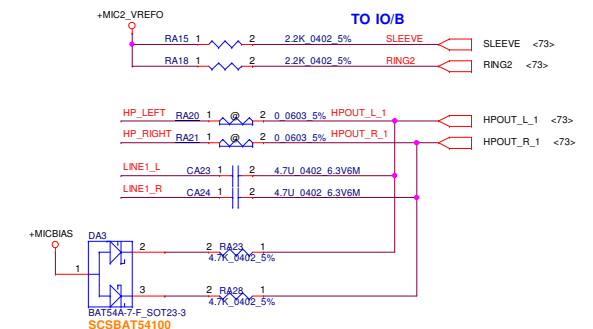 +MIC2_VREFO
TO IO/B
RA15 1 2 2.2K_0402_5% SLEEVE SLEEVE <73>
RA18 1 2 2.2K_0402_5% RING2 RING2 <73>
HP_LEFT RA20 1 @ 2 0_0603_5% HPOUT_L_1 HPOUT_L_1 <73>
HP_RIGHT RA21 1 @ 2 0_0603_5% HPOUT_R_1 HPOUT_R_1 <73>
LINE1_L CA23 1 2 4.7U_0402_6.3V6M
LINE1_R CA24 1 2 4.7U_0402_6.3V6M
+MICBIAS
DA3
2 2 RA23 1
4.7K_0402_5%
1
3 2 RA28 1
4.7K_0402_5%
BAT54A-7-F_SOT23-3
SCSBAT54100